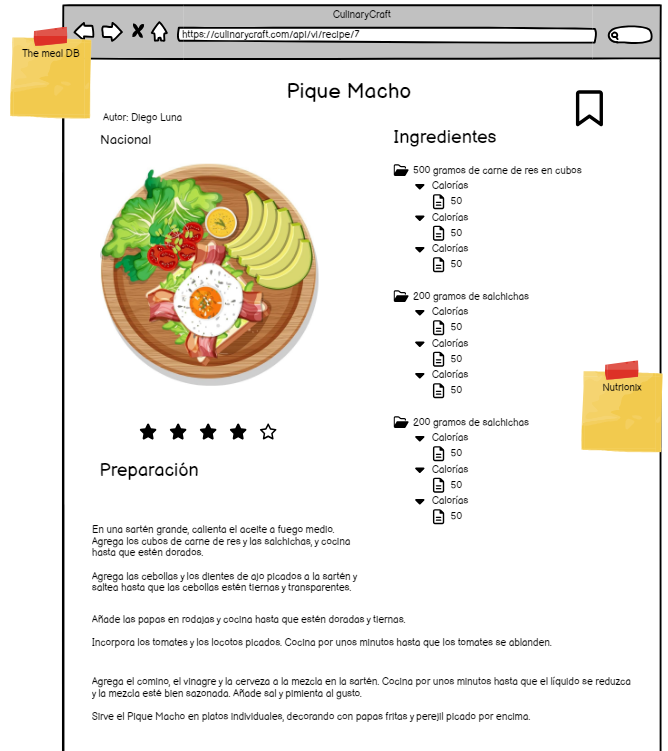 CulinaryCraft
https://culinarycraft.com/api/v1/recipe/7
The meal DB
Pique Macho
Autor: Diego Luna
Nacional
Ingredientes
500 gramos de carne de res en cubos
Calorías
50
Calorías
50
Calorías
50
200 gramos de salchichas
Calorías
50
Calorías
50
Calorías
50
Nutrionix
200 gramos de salchichas
Calorías
50
Calorías
50
Calorías
50
Preparación
En una sartén grande, calienta el aceite a fuego medio.
Agrega los cubos de carne de res y las salchichas, y cocina
hasta que estén dorados.
Agrega las cebollas y los dientes de ajo picados a la sartén y
saltea hasta que las cebollas estén tiernas y transparentes.
Añade las papas en rodajas y cocina hasta que estén doradas y tiernas.
Incorpora los tomates y los locotos picados. Cocina por unos minutos hasta que los tomates se ablanden.
Agrega el comino, el vinagre y la cerveza a la mezcla en la sartén. Cocina por unos minutos hasta que el líquido se reduzca
y la mezcla esté bien sazonada. Añade sal y pimienta al gusto.
Sirve el Pique Macho en platos individuales, decorando con papas fritas y perejil picado por encima.